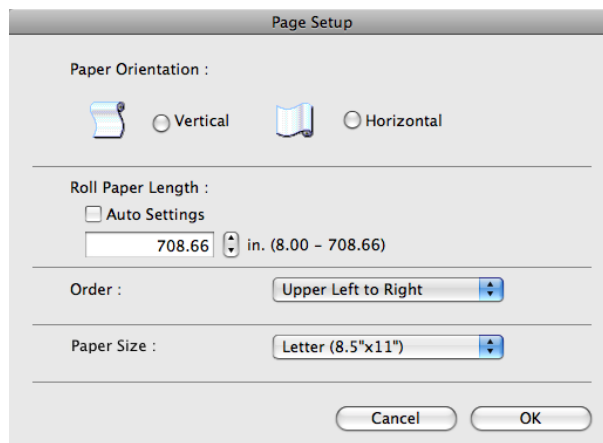 Page Setup
Paper Orientation :
Vertical Horizontal
Roll Paper Length :
Auto Settings
708.66 in. (8.00 – 708.66)
Order : Upper Left to Right
Paper Size : Letter (8.5"x11")
Cancel OK